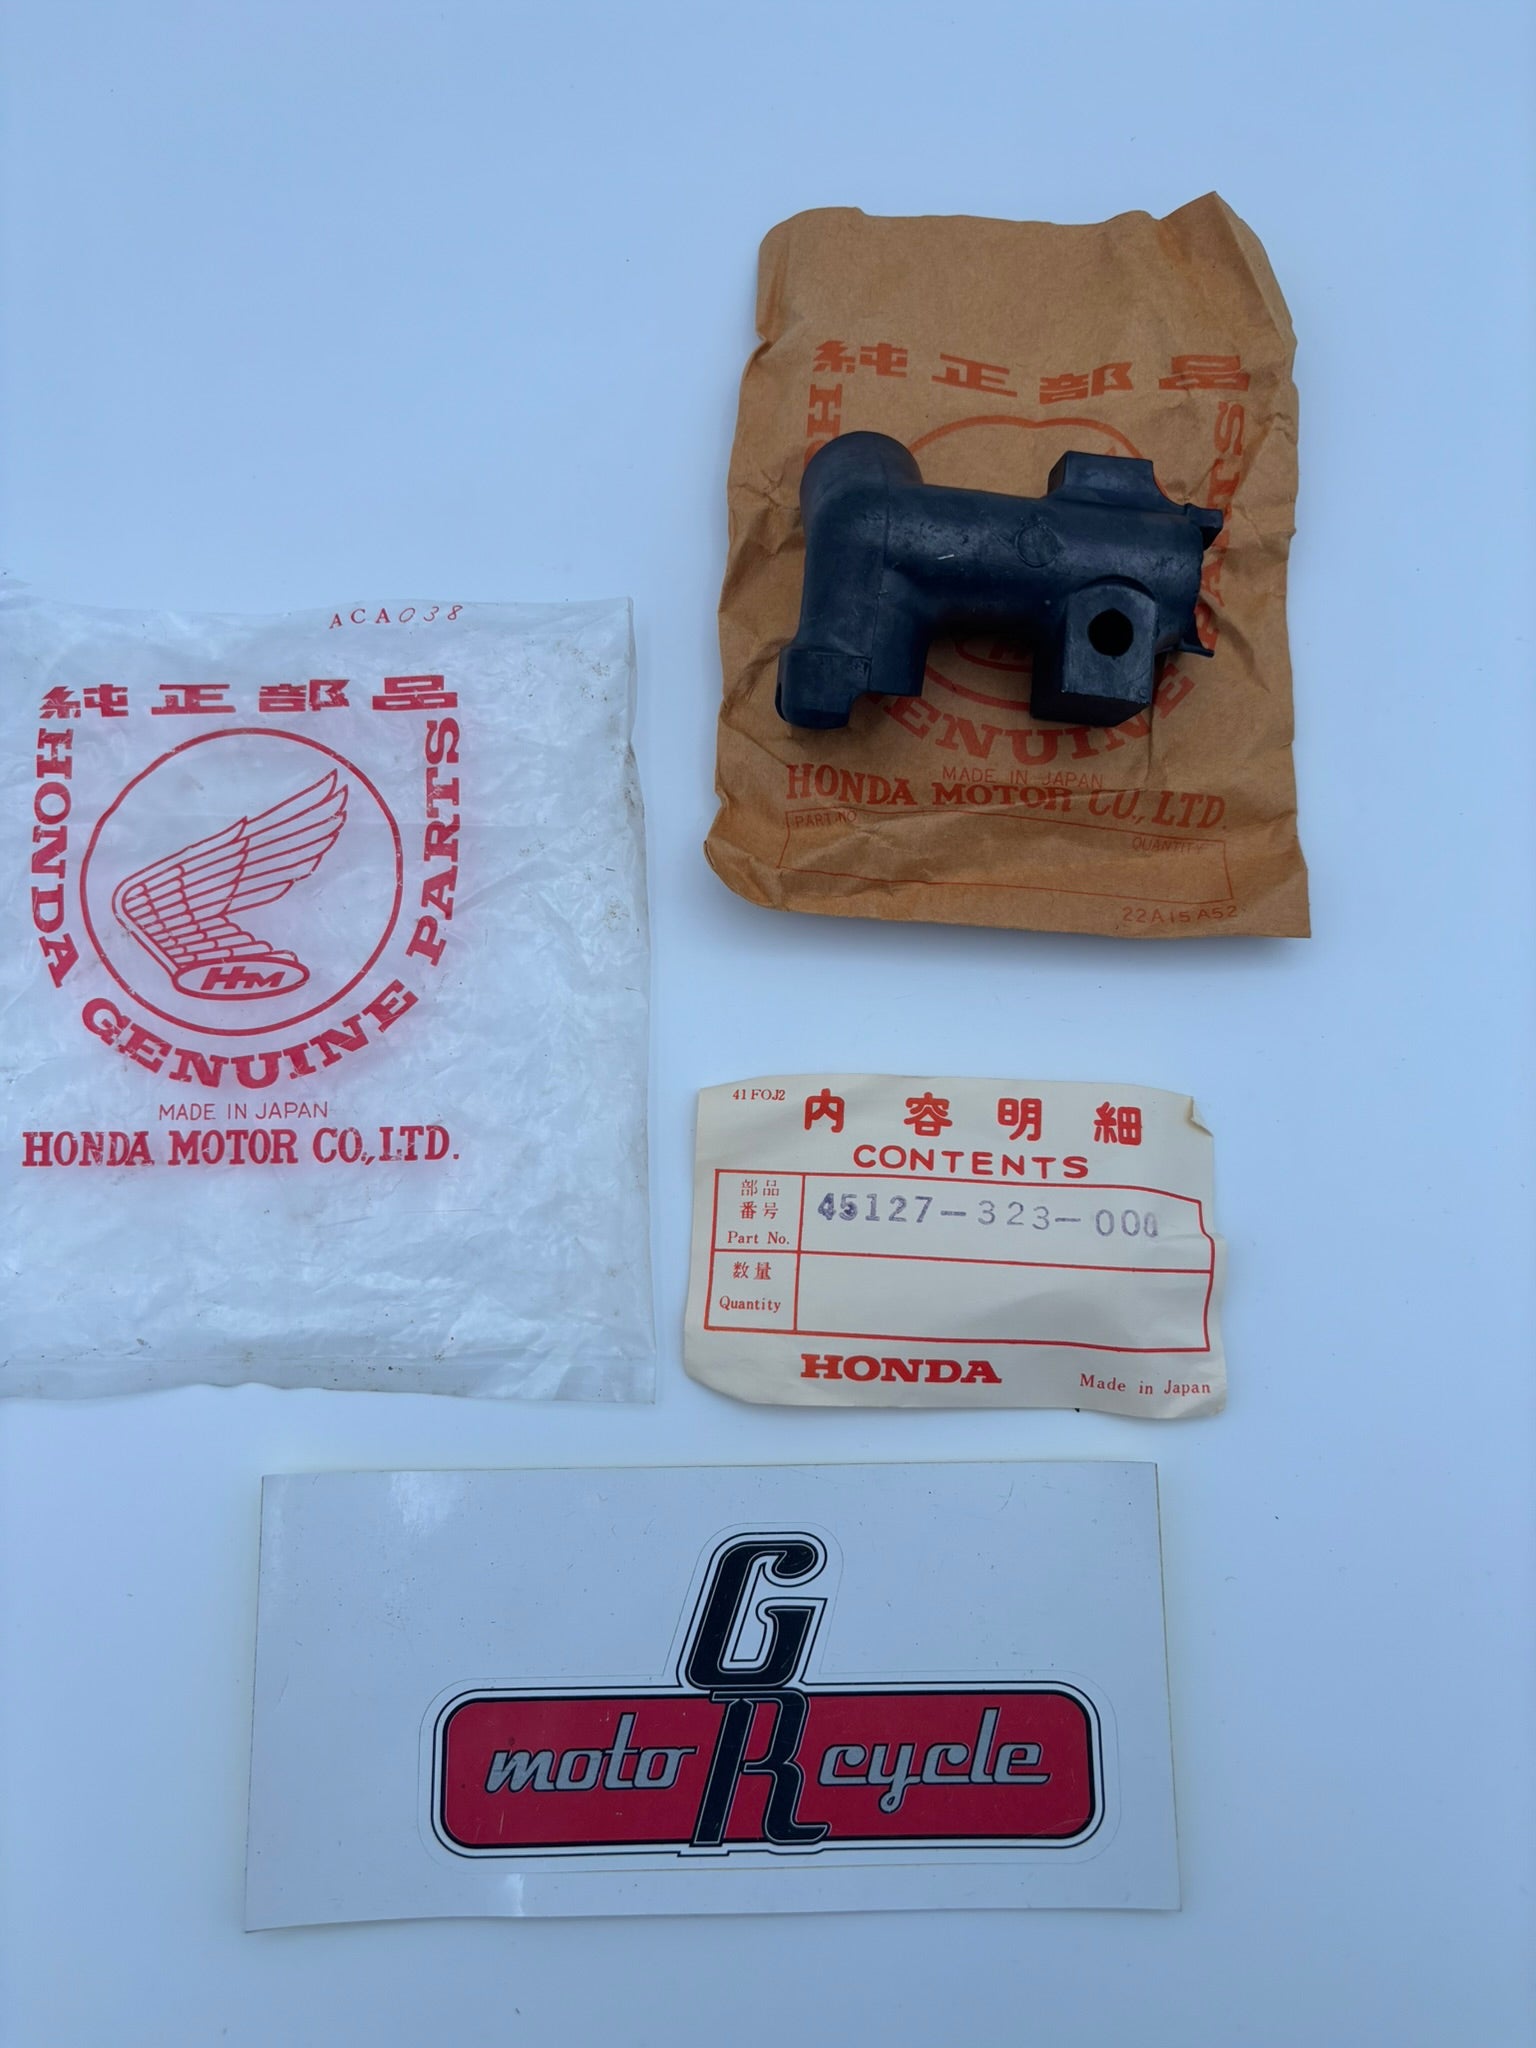 純正部品
HONDA GENUINE PARTS
MADE IN JAPAN
HONDA MOTOR CO., LTD.
PART NO
QUANTITY
22A15A52
ACA038
純正部品
HONDA GENUINE PARTS
HM
MADE IN JAPAN
HONDA MOTOR CO., LTD.
41FOJ2
内容明細
CONTENTS
部品
番号
Part No.
45127-323-000
数量
Quantity
HONDA
Made in Japan
G
motoRcycle